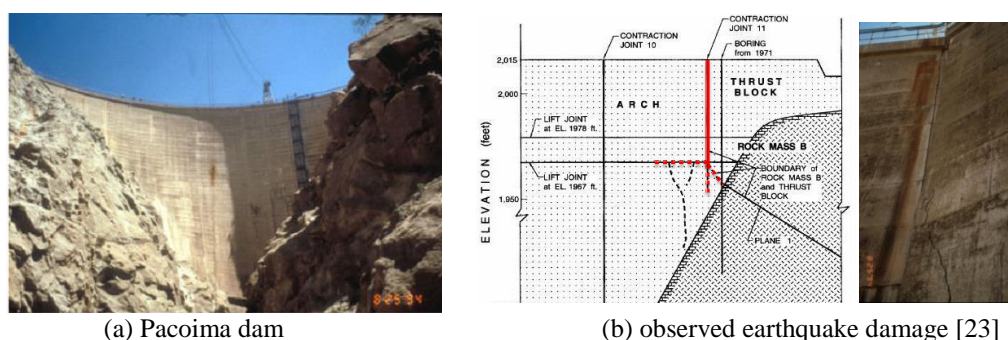 8·25·94
(a) Pacoima dam
CONTRACTION
JOINT 10
CONTRACTION
JOINT 11
BORING
from 1971
2,015
2,000
1,950
ELEVATION (feet)
THRUST
BLOCK
ARCH
LIFT JOINT
at EL. 1978 ft.
LIFT JOINT
at EL. 1967 ft.
ROCK MASS B
BOUNDARY of
ROCK MASS B
and THRUST
BLOCK
PLANE 1
(b) observed earthquake damage [23]